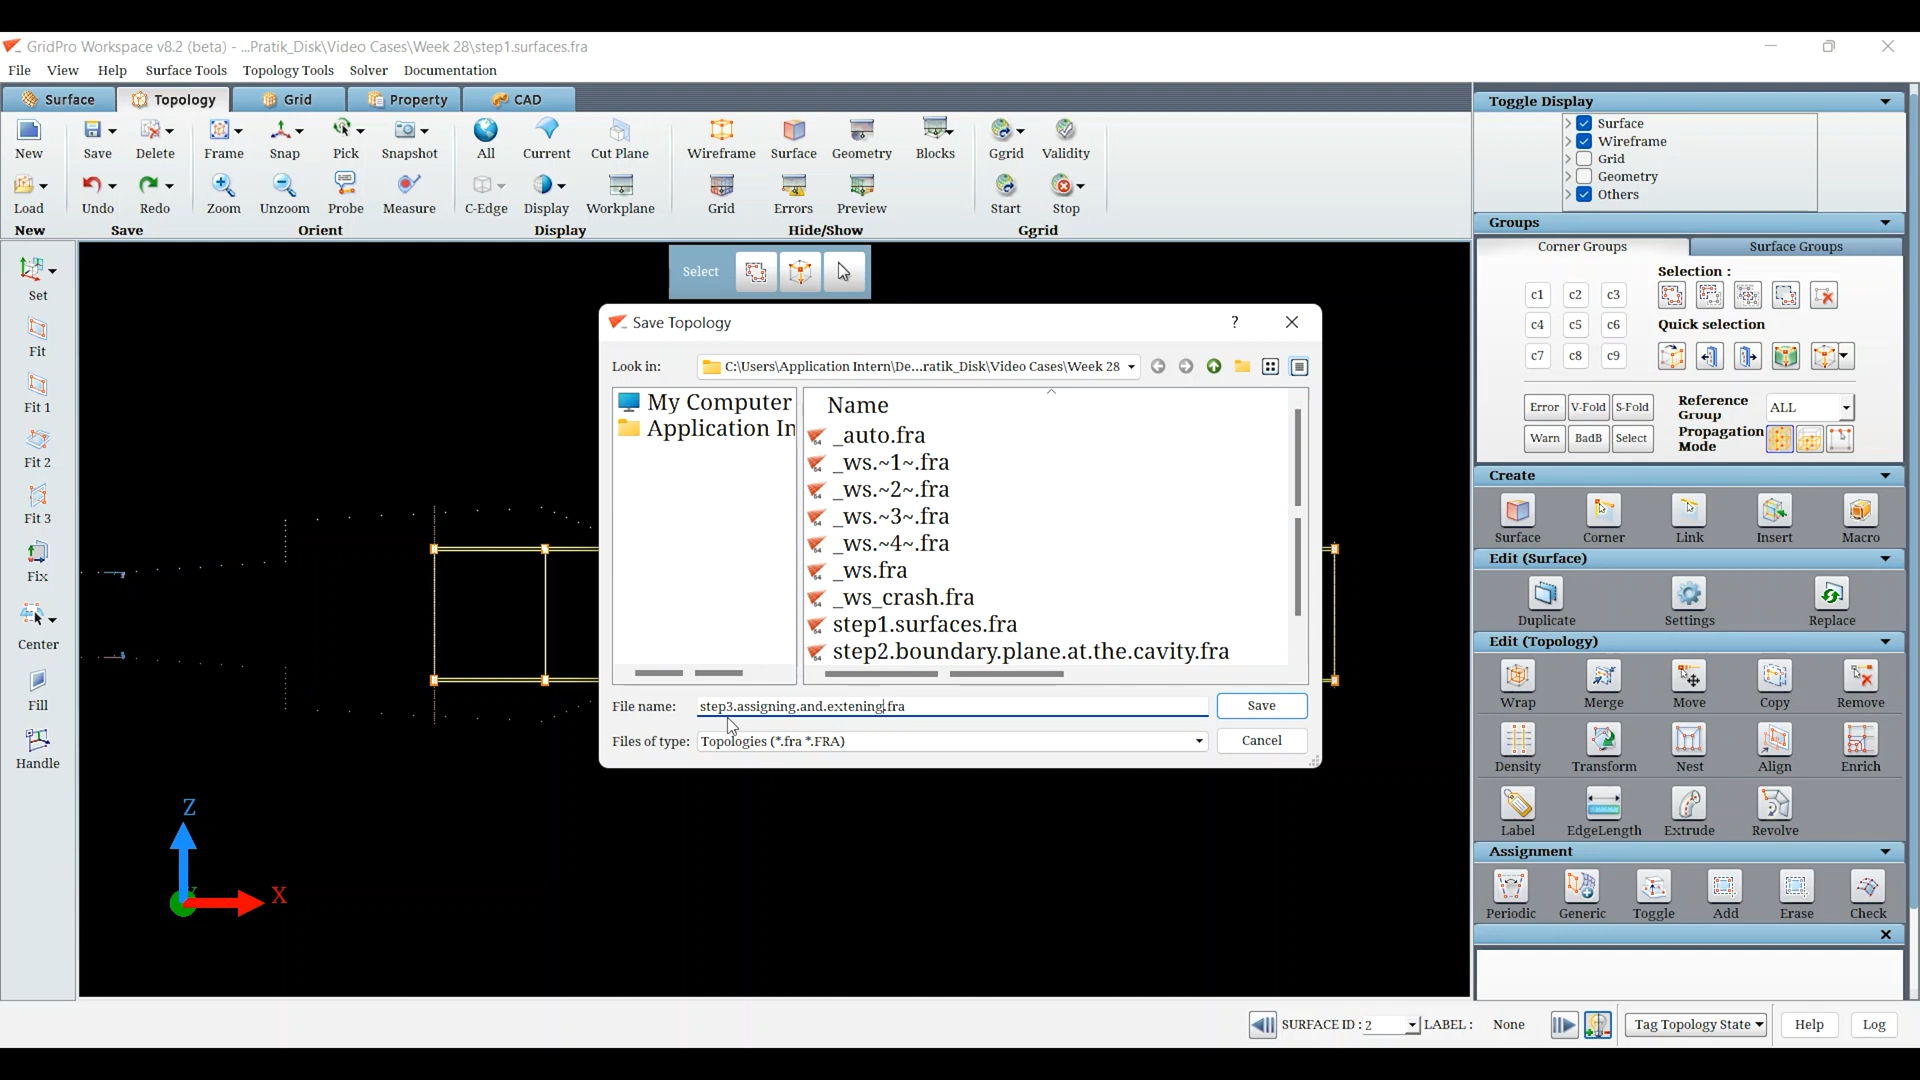 GridPro Workspace v8.2 (beta) - ...Pratik_Disk\Video Cases\Week 28\step1.surfaces.fra
File View Help Surface Tools Topology Tools Solver Documentation
Surface Topology Grid Property CAD
New Save Delete Frame Snap Pick Snapshot All Current Cut Plane Wireframe Surface Geometry Blocks Ggrid Validity
Load Undo Redo Zoom Unzoom Probe Measure C-Edge Display Workplane Grid Errors Preview Start Stop
New Save Orient Display Hide/Show Ggrid
Set
Fit
Fit 1
Fit 2
Fit 3
Fix
Center
Fill
Handle
Select
Save Topology
?
Look in: C:\Users\Application Intern\De...ratik_Disk\Video Cases\Week 28
My Computer
Application In
Name
_auto.fra
_ws.~1~.fra
_ws.~2~.fra
_ws.~3~.fra
_ws.~4~.fra
_ws.fra
_ws_crash.fra
step1.surfaces.fra
step2.boundary.plane.at.the.cavity.fra
File name: step3.assigning.and.extening.fra Save
Files of type: Topologies (*.fra *.FRA) Cancel
Z
X
Toggle Display
Surface
Wireframe
Grid
Geometry
Others
Groups
Corner Groups Surface Groups
Selection :
c1 c2 c3
Quick selection
c4 c5 c6
c7 c8 c9
Error V-Fold S-Fold Reference Group ALL
Warn BadB Select Propagation Mode
Create
Surface Corner Link Insert Macro
Edit (Surface)
Duplicate Settings Replace
Edit (Topology)
Wrap Merge Move Copy Remove
Density Transform Nest Align Enrich
Label EdgeLength Extrude Revolve
Assignment
Periodic Generic Toggle Add Erase Check
SURFACE ID : 2 LABEL : None Tag Topology State Help Log